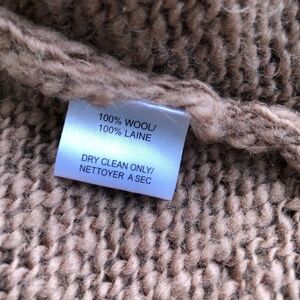 100% WOOL/
100% LAINE
DRY CLEAN ONLY/
NETTOYER A SEC